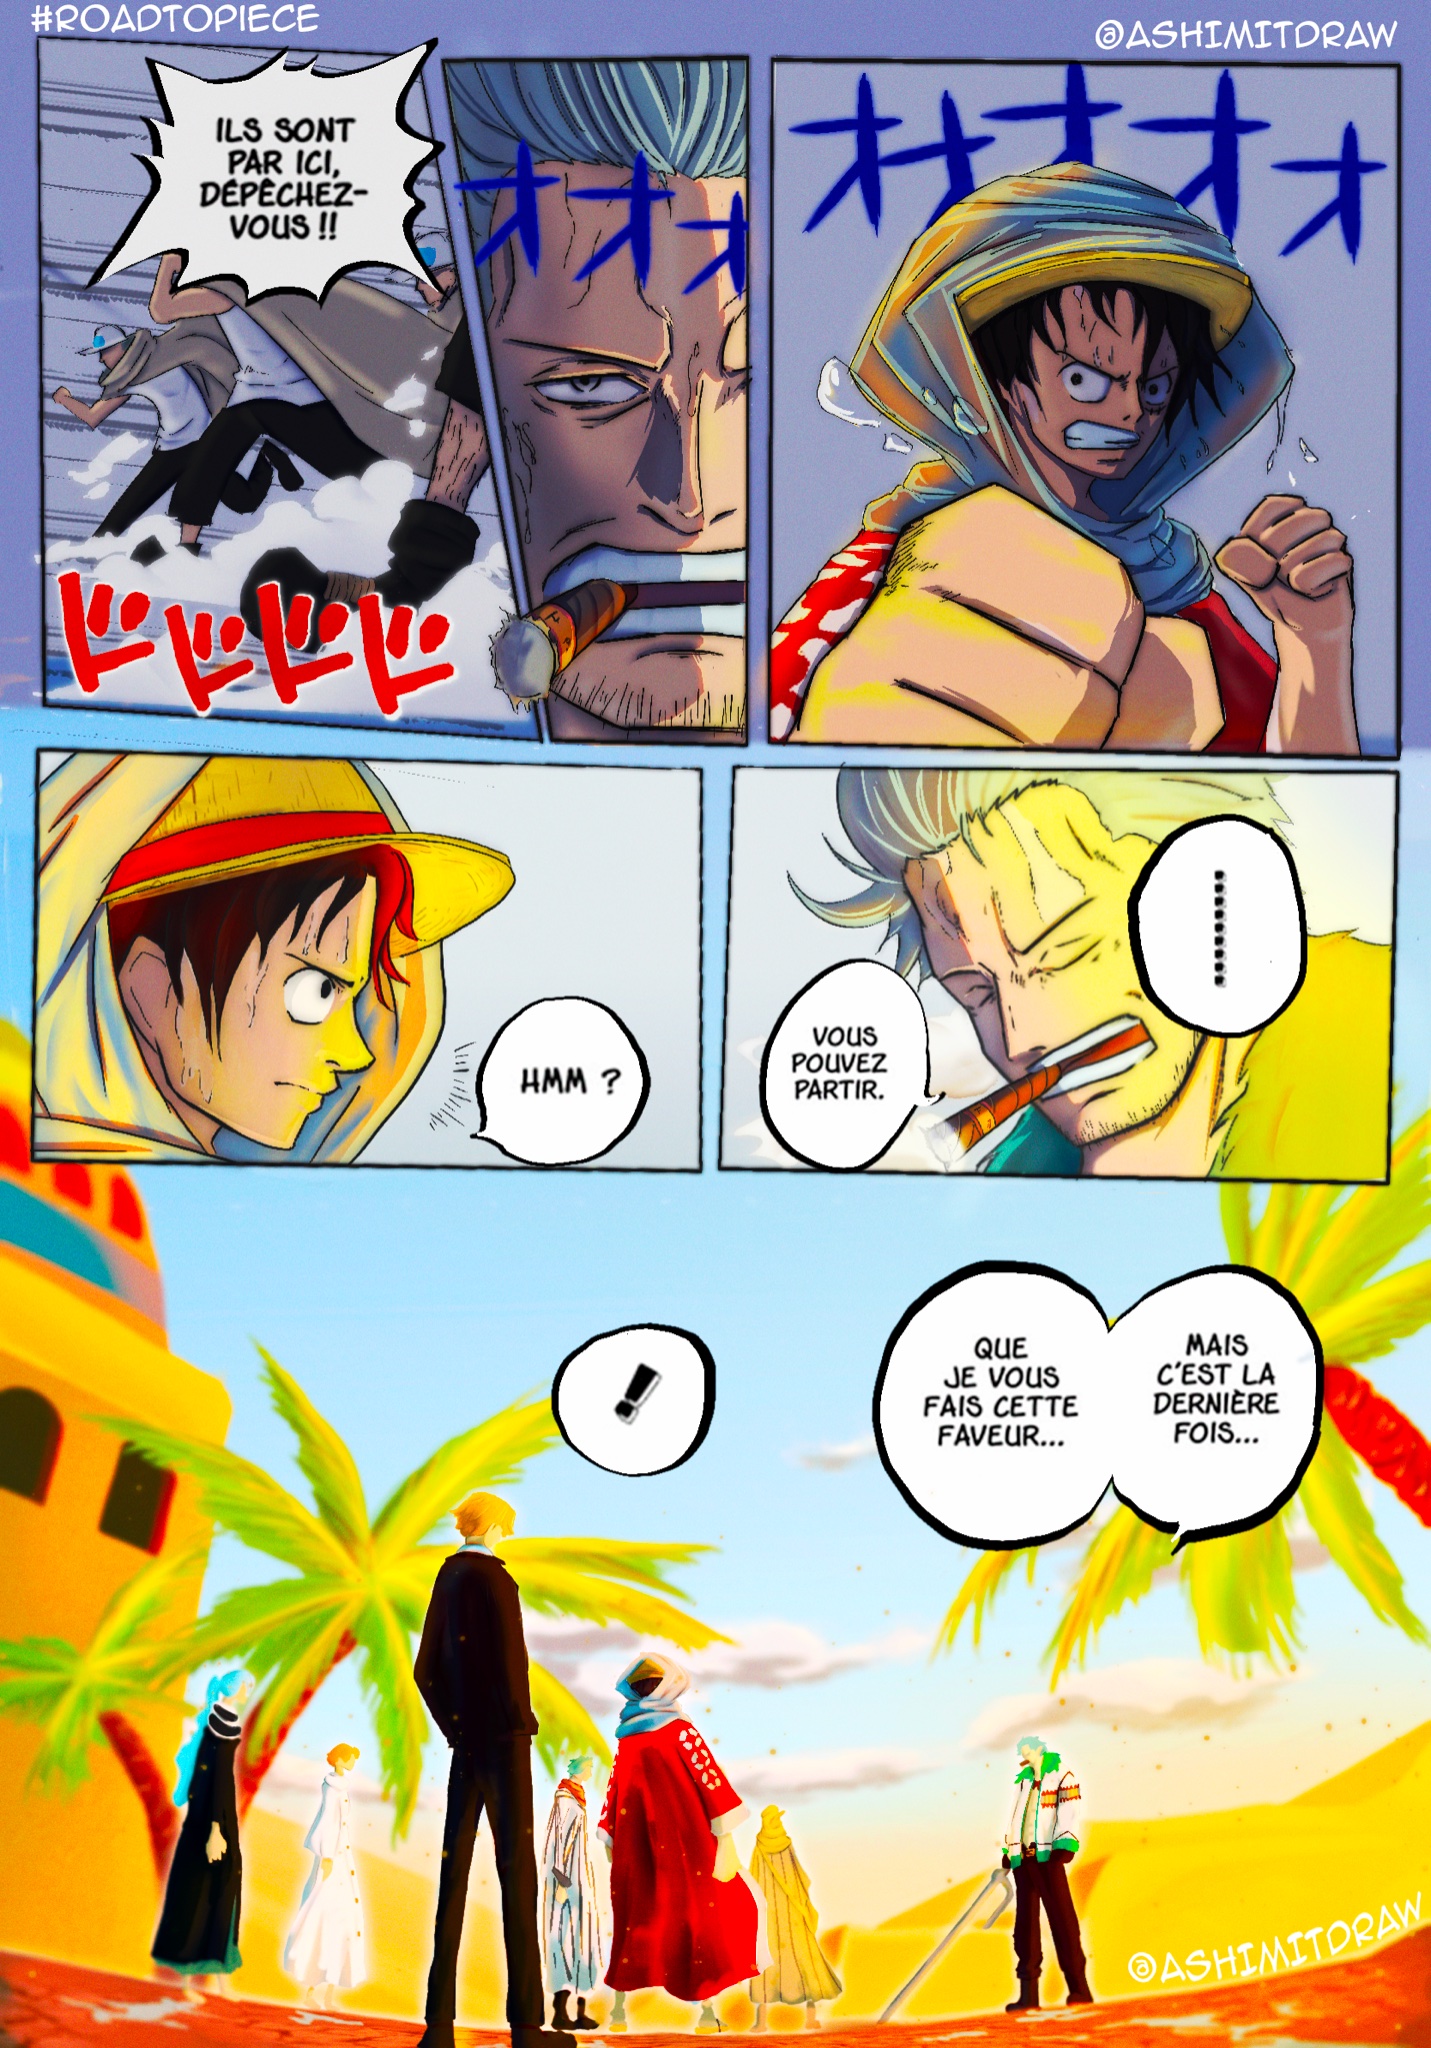 #ROADTOPIECE
@ASHIMITDRAW
ILS SONT
PAR ICI,
DÉPÊCHEZ-
VOUS !!
ドドドド
オオオ
オオオオオ
HMM ?
..........
VOUS
POUVEZ
PARTIR.
!
MAIS
C'EST LA
DERNIÈRE
FOIS...
QUE
JE VOUS
FAIS CETTE
FAVEUR...
@ASHIMITDRAW